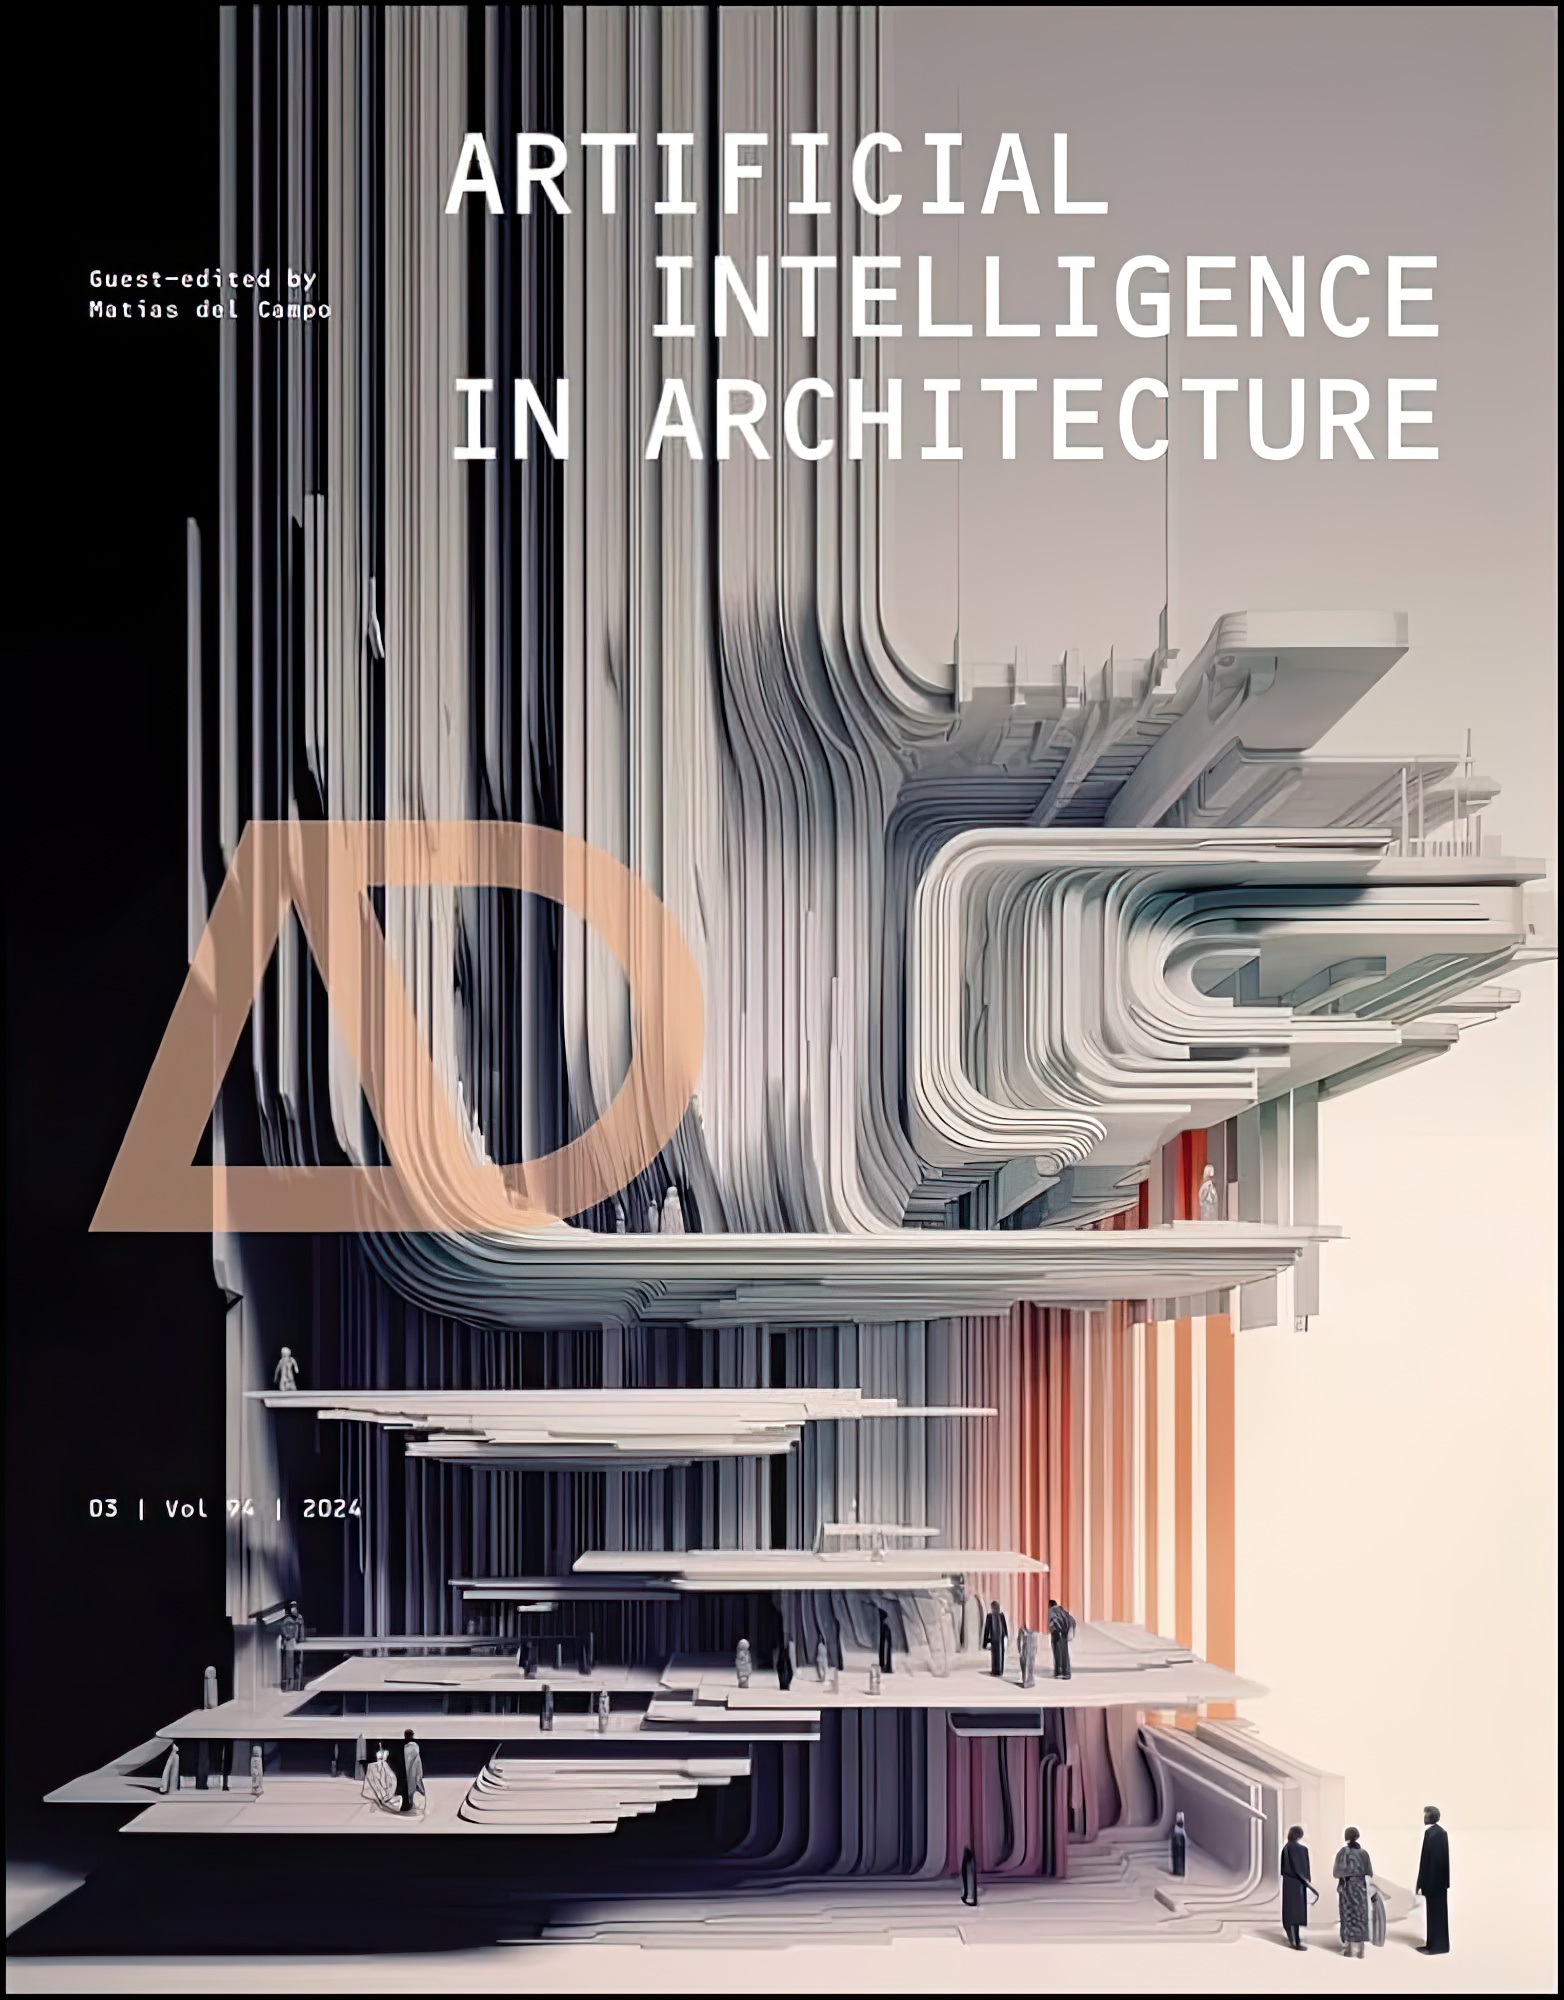 ARTIFICIAL
INTELLIGENCE
IN ARCHITECTURE
Guest-edited by
Matias del Campo
AD
03 | Vol 94 | 2024